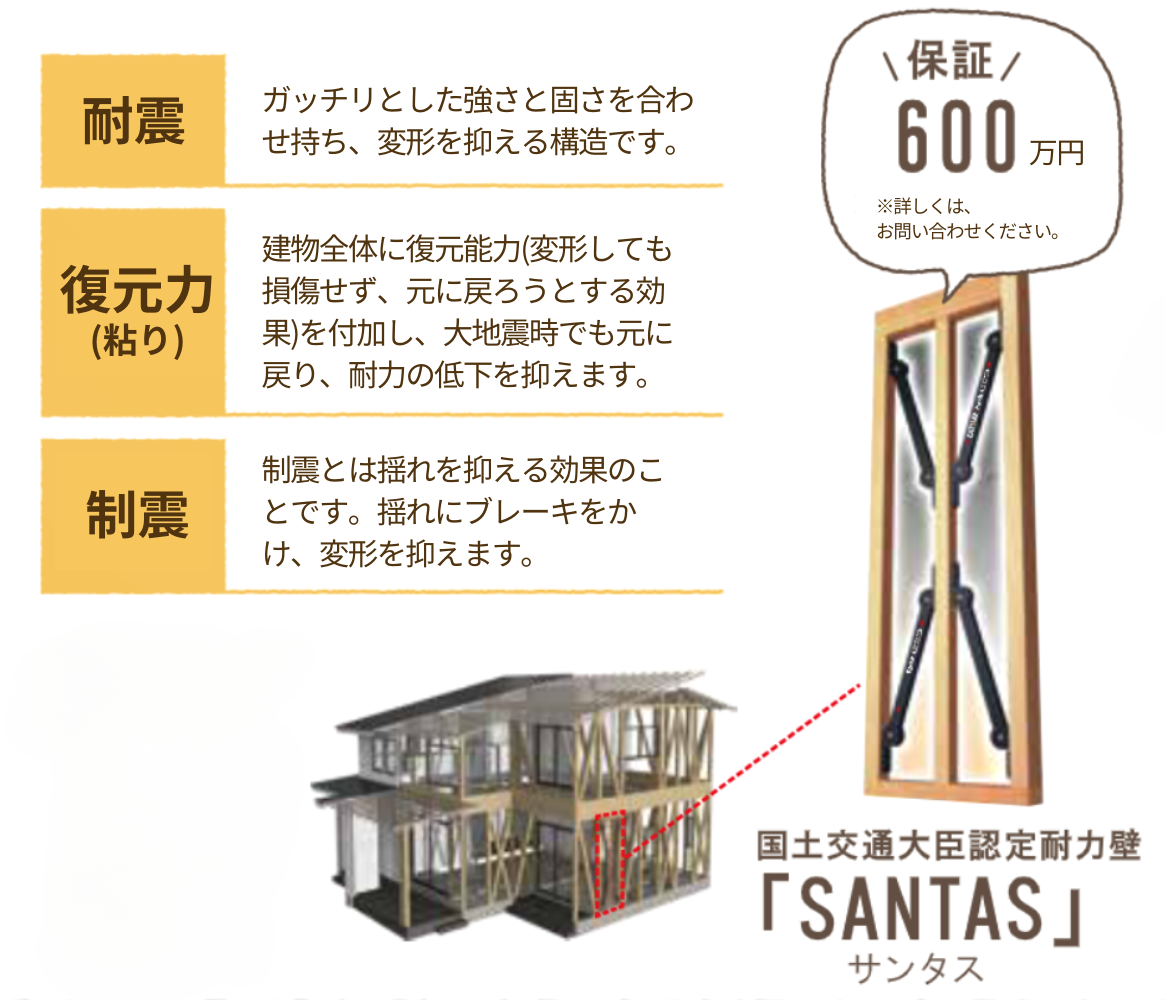 耐震
ガッチリとした強さと固さを合わ
せ持ち、変形を抑える構造です。
復元力
(粘り)
建物全体に復元能力(変形しても
損傷せず、元に戻ろうとする効
果)を付加し、大地震時でも元に
戻り、耐力の低下を抑えます。
制震
制震とは揺れを抑える効果のこ
とです。揺れにブレーキをか
け、変形を抑えます。
保証
600万円
※詳しくは、
お問い合わせください。
国土交通大臣認定耐力壁
「SANTAS」
サンタス